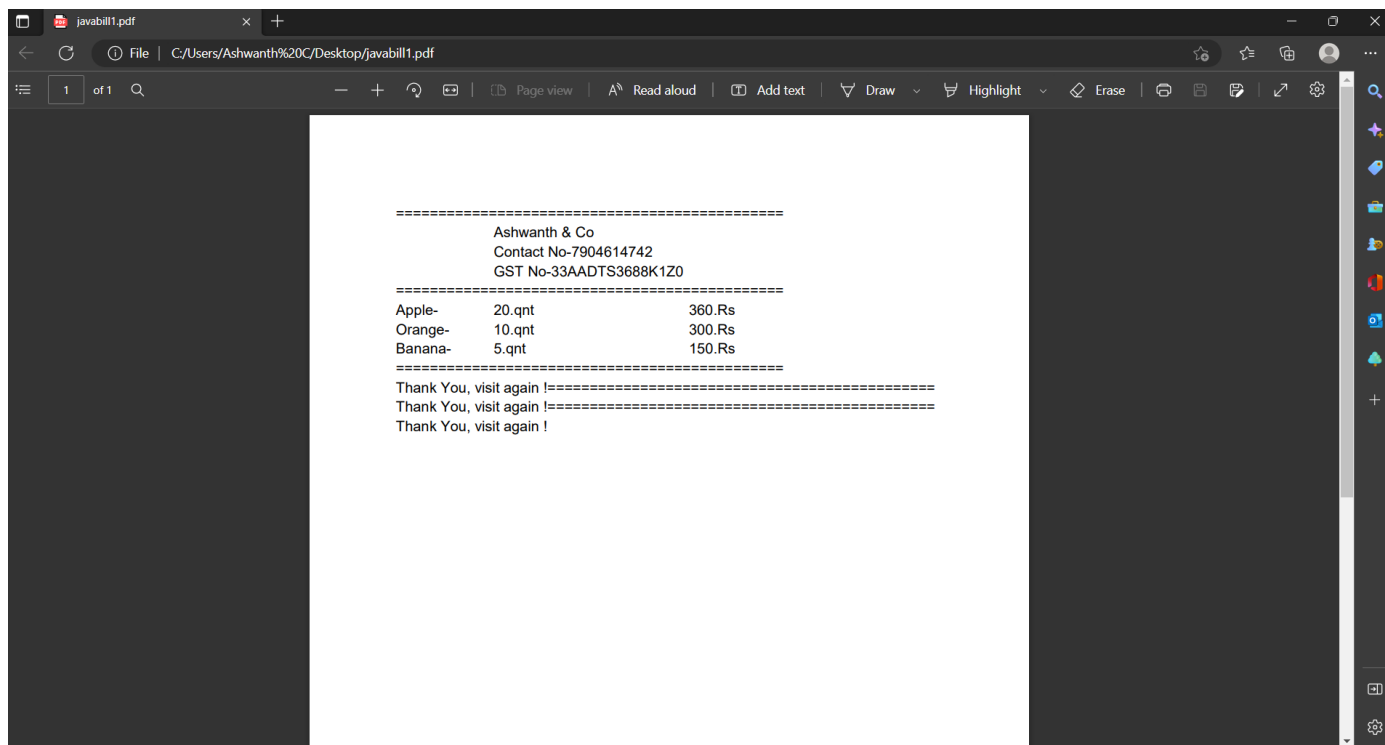 javabill1.pdf
File | C:/Users/Ashwanth%20C/Desktop/javabill1.pdf
1 of 1 Page view Read aloud Add text Draw Highlight Erase
==============================================
Ashwanth & Co
Contact No-7904614742
GST No-33AADTS3688K1Z0
==============================================
Apple- 20.qnt 360.Rs
Orange- 10.qnt 300.Rs
Banana- 5.qnt 150.Rs
==============================================
Thank You, visit again !==============================================
Thank You, visit again !==============================================
Thank You, visit again !